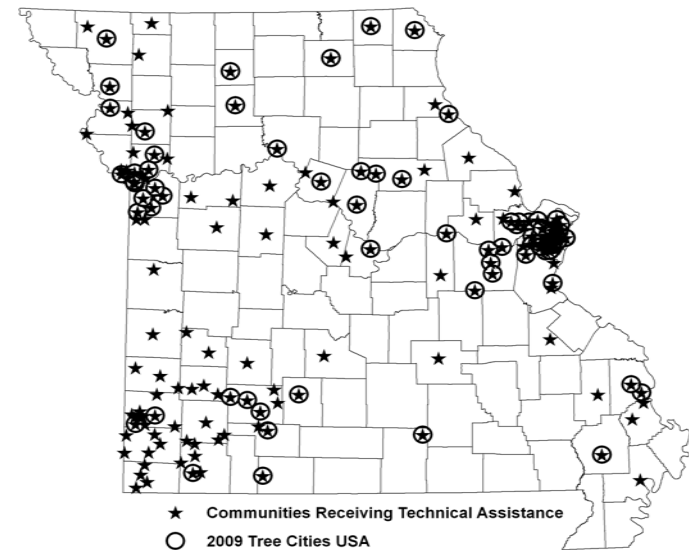 Communities Receiving Technical Assistance
2009 Tree Cities USA